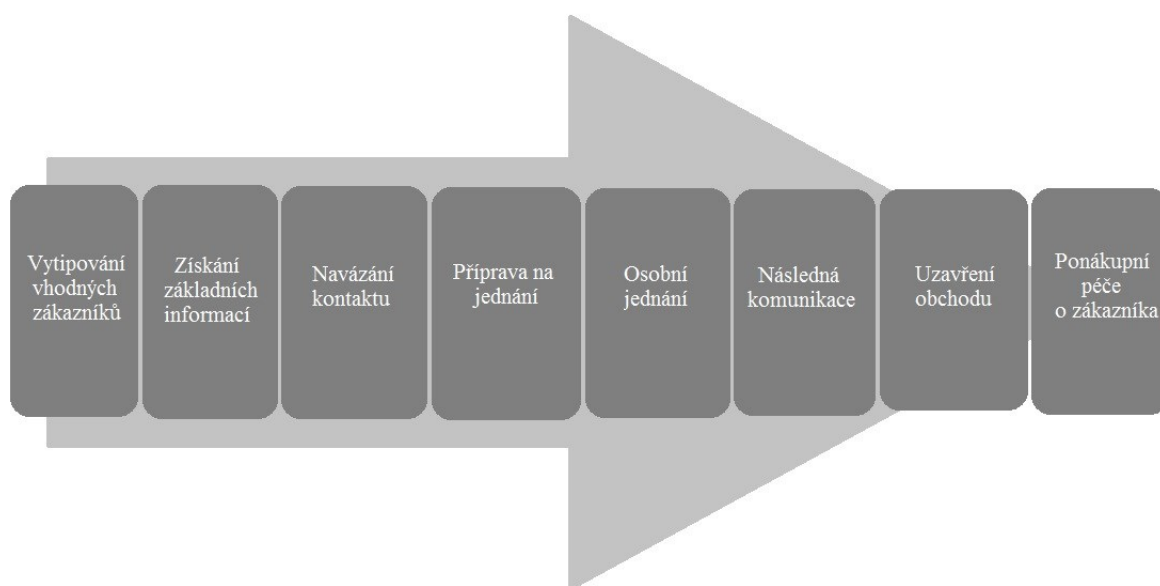 Vytipování
vhodných
zákazníků
Získání
základních
informací
Navázání
kontaktu
Příprava na
jednání
Osobní
jednání
Následná
komunikace
Uzavření
obchodu
Ponákupní
péče
o zákazníka